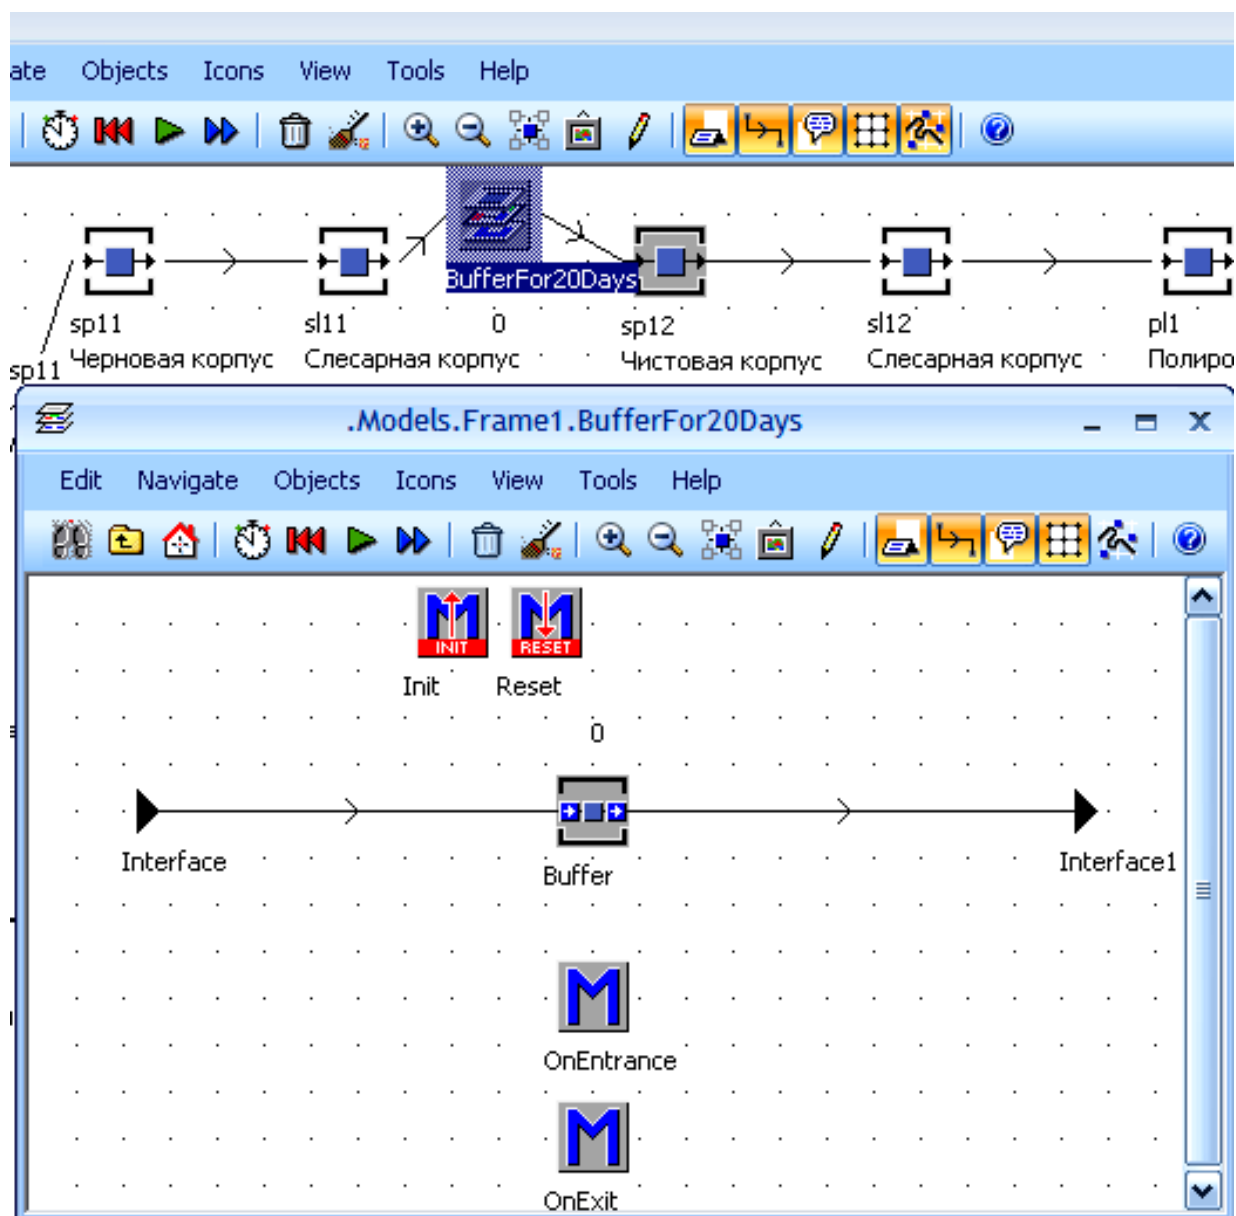 ate Objects Icons View Tools Help
BufferFor20Days
sp11 sl11 0 sp12 sl12 pl1
Черновая корпус Слесарная корпус Чистовая корпус Слесарная корпус Полиро
sp11
.Models.Frame1.BufferFor20Days
Edit Navigate Objects Icons View Tools Help
INIT RESET
Init Reset
0
Interface Buffer Interface1
M
OnEntrance
M
OnExit